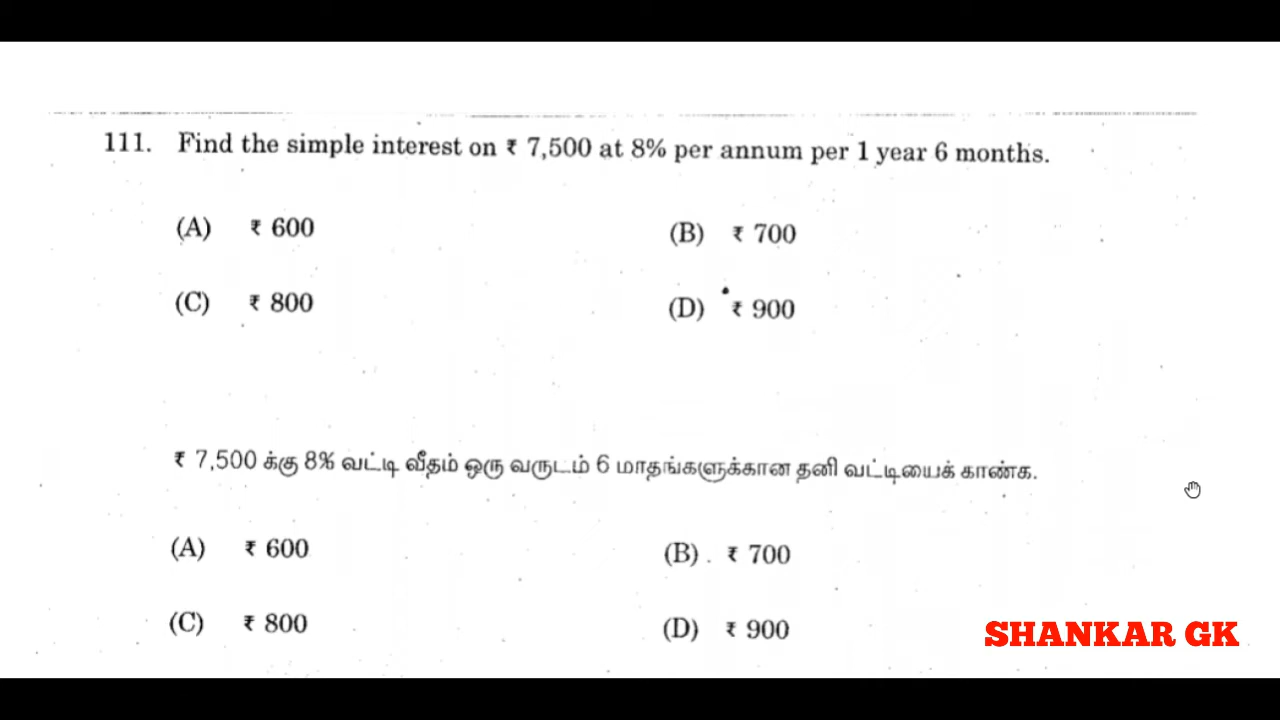 111. Find the simple interest on ₹ 7,500 at 8% per annum per 1 year 6 months.
(A) ₹ 600 (B) ₹ 700
(C) ₹ 800 (D) ₹ 900
₹ 7,500 க்கு 8% வட்டி வீதம் ஒரு வருடம் 6 மாதங்களுக்கான தனி வட்டியைக் காண்க.
(A) ₹ 600 (B) ₹ 700
(C) ₹ 800 (D) ₹ 900
SHANKAR GK